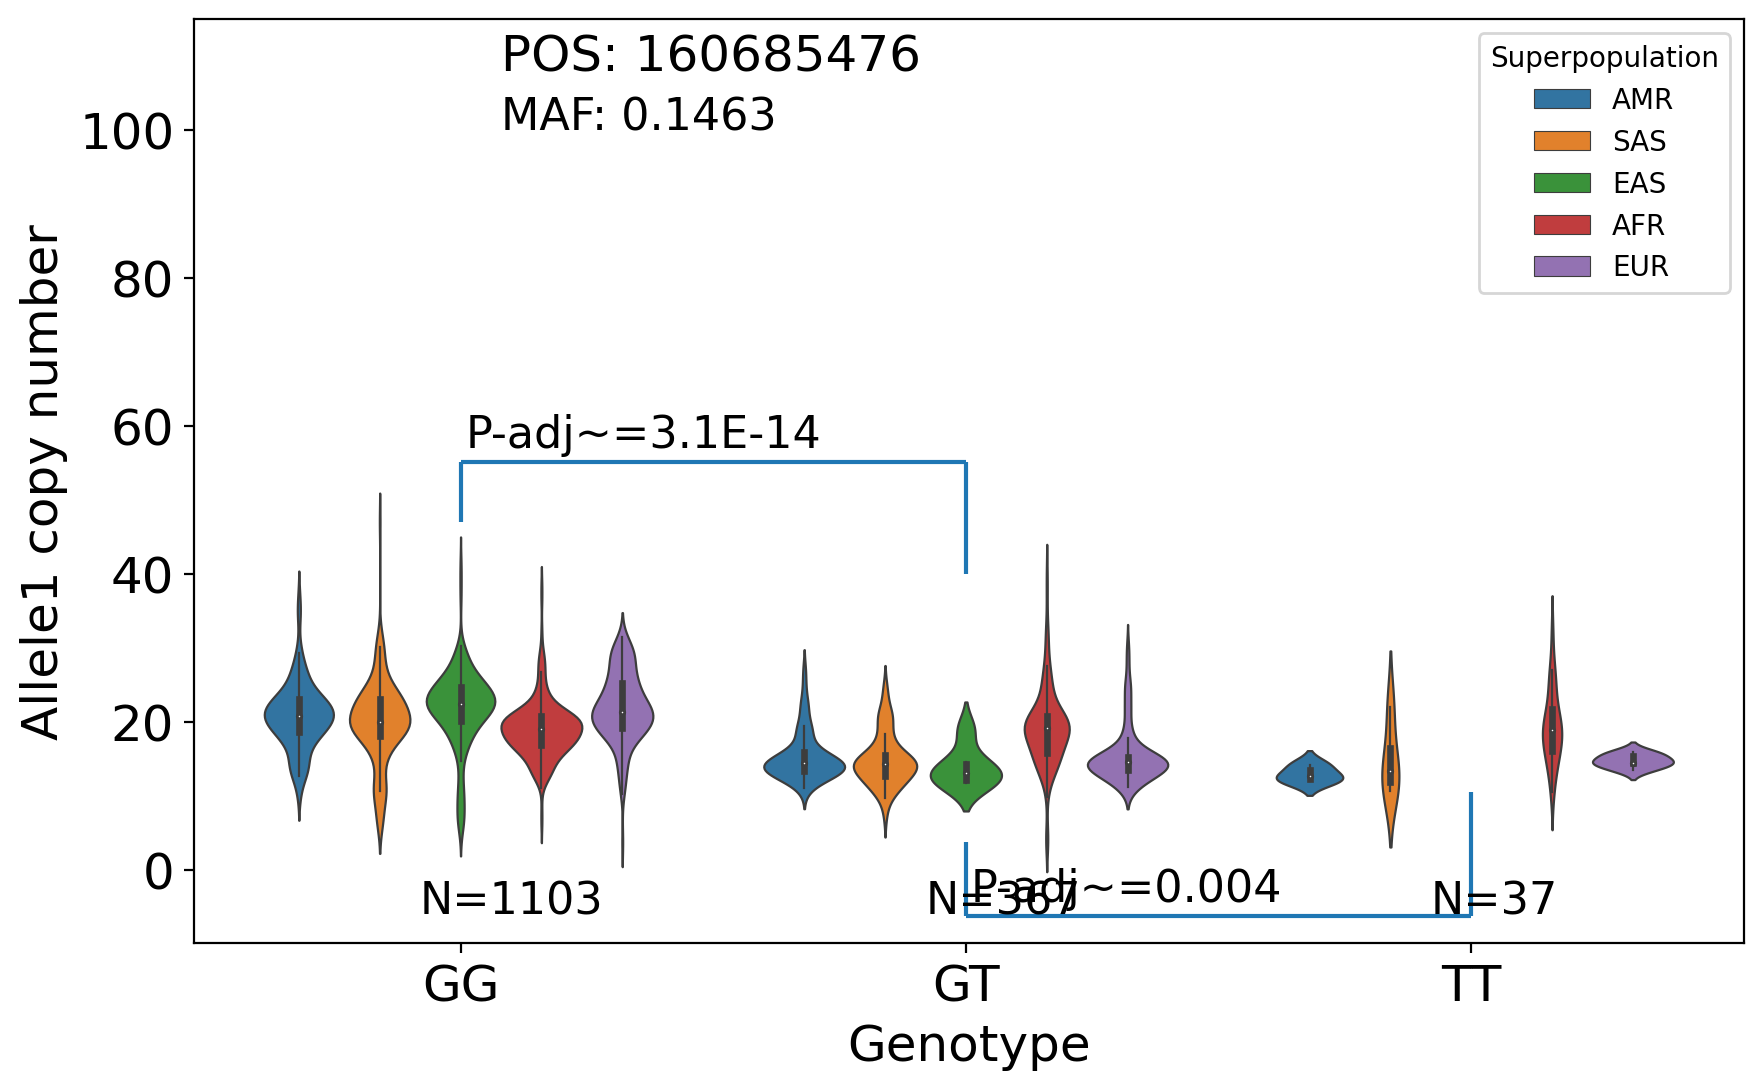 POS: 160685476
MAF: 0.1463
Superpopulation
AMR
SAS
EAS
AFR
EUR
Allele1 copy number
100
80
60
40
20
0
P-adj~=3.1E-14
P-adj~=0.004
N=1103
N=367
N=37
GG
GT
TT
Genotype